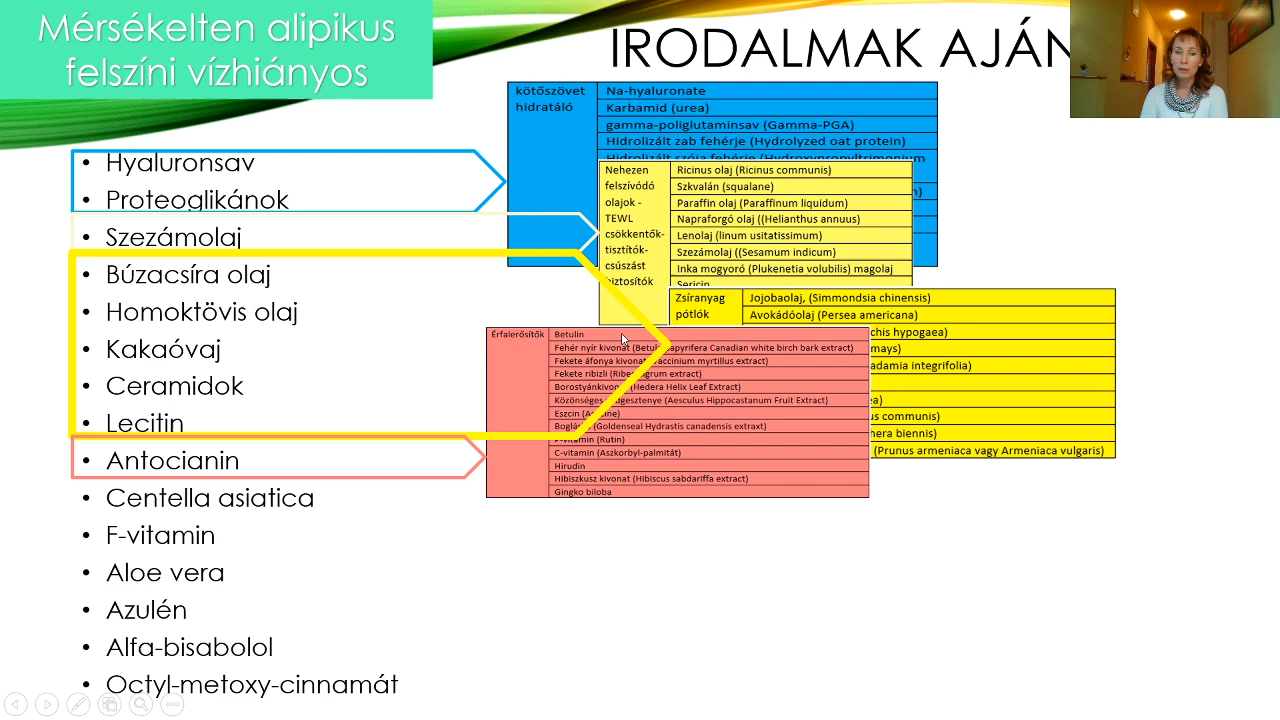 Mérsékelten alipikus
felszíni vízhiányos
IRODALMAK AJÁN
• Hyaluronsav
• Proteoglikánok
• Szezámolaj
• Búzacsíra olaj
• Homoktövis olaj
• Kakaóvaj
• Ceramidok
• Lecitin
• Antocianin
• Centella asiatica
• F-vitamin
• Aloe vera
• Azulén
• Alfa-bisabolol
• Octyl-metoxy-cinnamát
kötőszövet
hidratáló
Na-hyaluronate
Karbamid (urea)
gamma-poliglutaminsav (Gamma-PGA)
Hidrolizált zab fehérje (Hydrolyzed oat protein)
Hidrolizált szója fehérje (Hydroxypropyltrimonium
Nehezen
felszívódó
olajok -
TEWL
csökkentők-
tisztítók-
csúszást
biztosítók
Ricinus olaj (Ricinus communis)
Szkvalán (squalane)
Paraffin olaj (Paraffinum liquidum)
Napraforgó olaj ((Helianthus annuus)
Lenolaj (linum usitatissimum)
Szezámolaj ((Sesamum indicum)
Inka mogyoró (Plukenetia volubilis) magolaj
Sericin
Zsíranyag
pótlók
Jojobaolaj, (Simmondsia chinensis)
Avokádóolaj (Persea americana)
chis hypogaea)
mays)
adamia integrifolia)
ea)
us communis)
hera biennis)
(Prunus armeniaca vagy Armeniaca vulgaris)
Érfalerősítők
Betulin
Fehér nyír kivonat papyrifera Canadian white birch bark extract)
Fekete áfonya kivonat vaccinium myrtillus extract)
Fekete ribizli nigrum extract)
(Hedera Helix Leaf Extract)
Közönséges (Aesculus Hippocastanum Fruit Extract)
Eszcin
(Goldenseal Hydrastis canadensis extraxt)
P-vitamin (Rutin)
C-vitamin (Aszkorbyl-palmitát)
Hirudin
Hibiszkusz kivonat (Hibiscus sabdariffa extract)
Gingko biloba